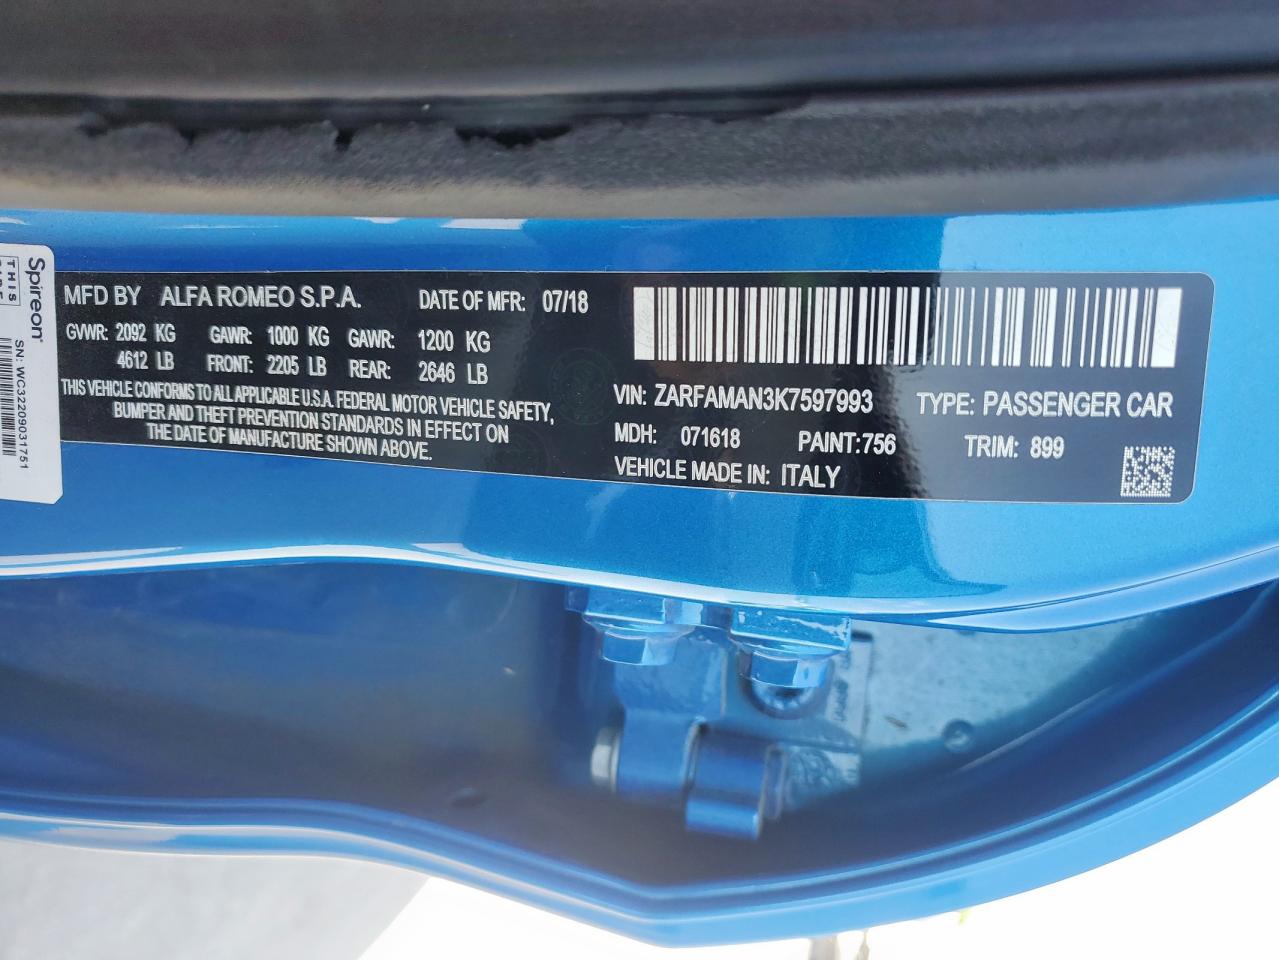 Spireon
THIS
SN: WC32209031751
MFD BY ALFA ROMEO S.P.A. DATE OF MFR: 07/18
GVWR: 2092 KG GAWR: 1000 KG GAWR: 1200 KG
4612 LB FRONT: 2205 LB REAR: 2646 LB
THIS VEHICLE CONFORMS TO ALL APPLICABLE U.S.A. FEDERAL MOTOR VEHICLE SAFETY,
BUMPER AND THEFT PREVENTION STANDARDS IN EFFECT ON
THE DATE OF MANUFACTURE SHOWN ABOVE.
VIN: ZARFAMAN3K7597993 TYPE: PASSENGER CAR
MDH: 071618 PAINT:756 TRIM: 899
VEHICLE MADE IN: ITALY